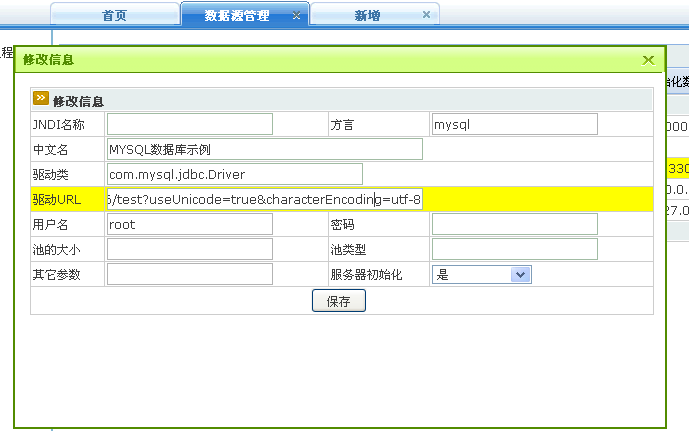 首页 数据源管理 新增
程
修改信息
修改信息
JNDI名称 方言 mysql
中文名 MYSQL数据库示例
驱动类 com.mysql.jdbc.Driver
驱动URL /test?useUnicode=true&characterEncoding=utf-8
用户名 root 密码
池的大小 池类型
其它参数 服务器初始化 是
保存
始化数
000
330
0.0.
27.0